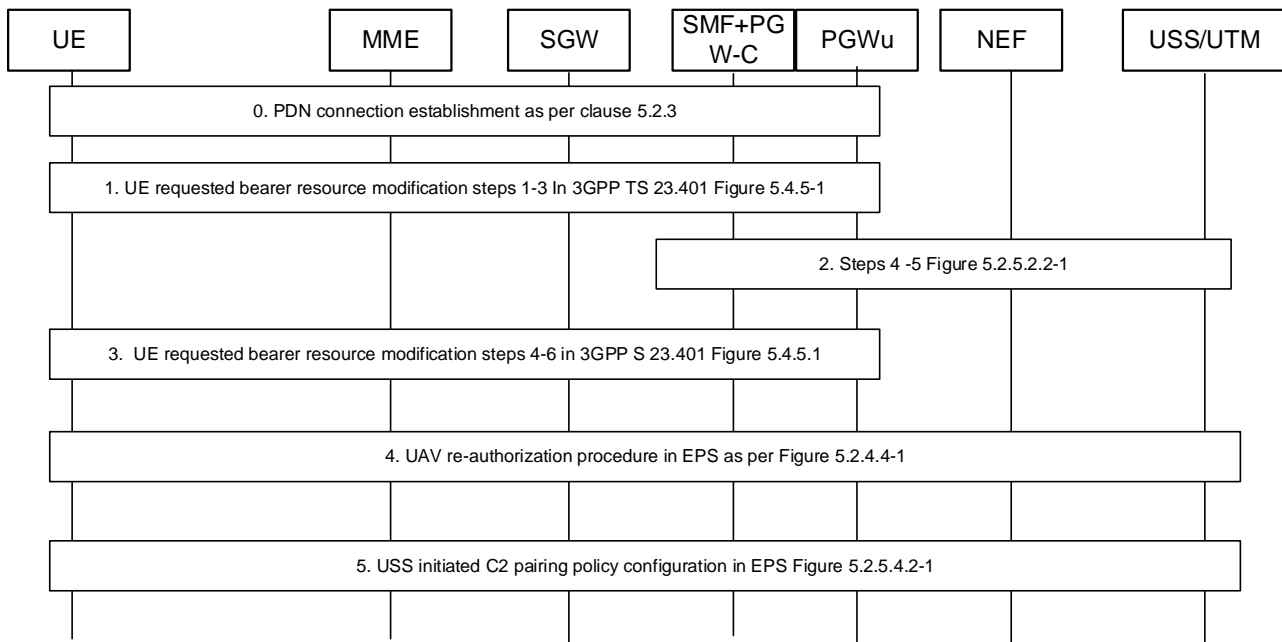 UE
MME
SGW
SMF+PG
W-C
PGWu
NEF
USS/UTM
0. PDN connection establishment as per clause 5.2.3
1. UE requested bearer resource modification steps 1-3 In 3GPP TS 23.401 Figure 5.4.5-1
2. Steps 4 -5 Figure 5.2.5.2.2-1
3. UE requested bearer resource modification steps 4-6 in 3GPP S 23.401 Figure 5.4.5.1
4. UAV re-authorization procedure in EPS as per Figure 5.2.4.4-1
5. USS initiated C2 pairing policy configuration in EPS Figure 5.2.5.4.2-1